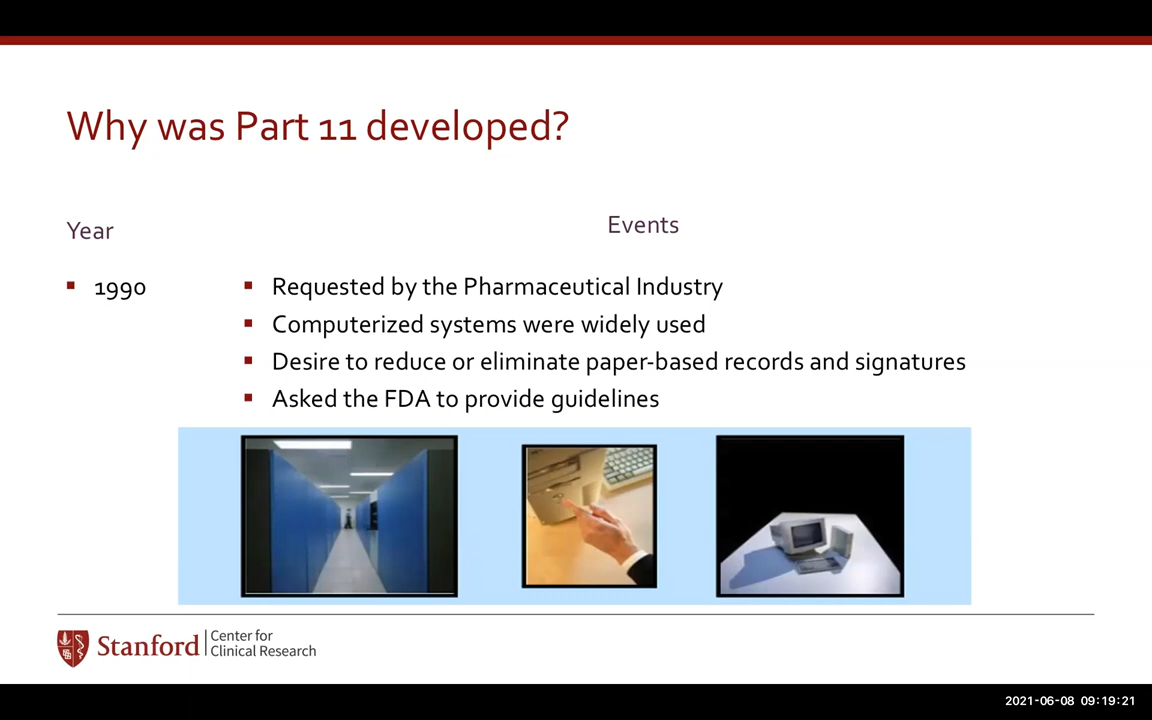 Why was Part 11 developed?
Year
Events
1990
Requested by the Pharmaceutical Industry
Computerized systems were widely used
Desire to reduce or eliminate paper-based records and signatures
Asked the FDA to provide guidelines
Stanford
Center for
Clinical Research
2021-06-08 09:19:21